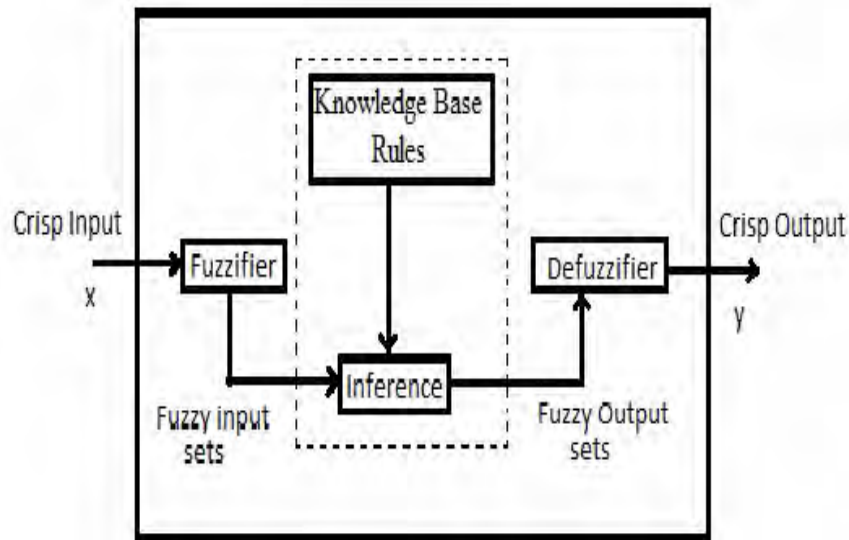 Knowledge Base
Rules
Crisp Input
x
Fuzzifier
Defuzzifier
Crisp Output
y
Inference
Fuzzy input
sets
Fuzzy Output
sets